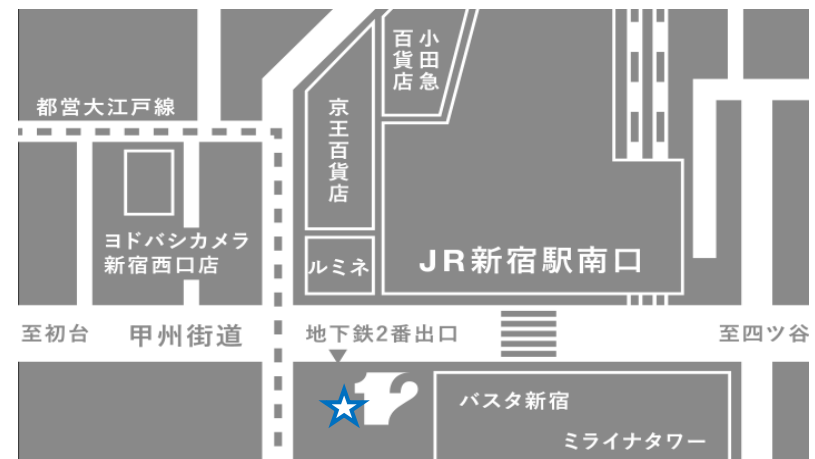 小田急
百貨店
都営大江戸線
京王百貨店
ヨドバシカメラ
新宿西口店
ルミネ
JR新宿駅南口
至初台
甲州街道
地下鉄2番出口
至四ツ谷
12
バスタ新宿
ミライナタワー